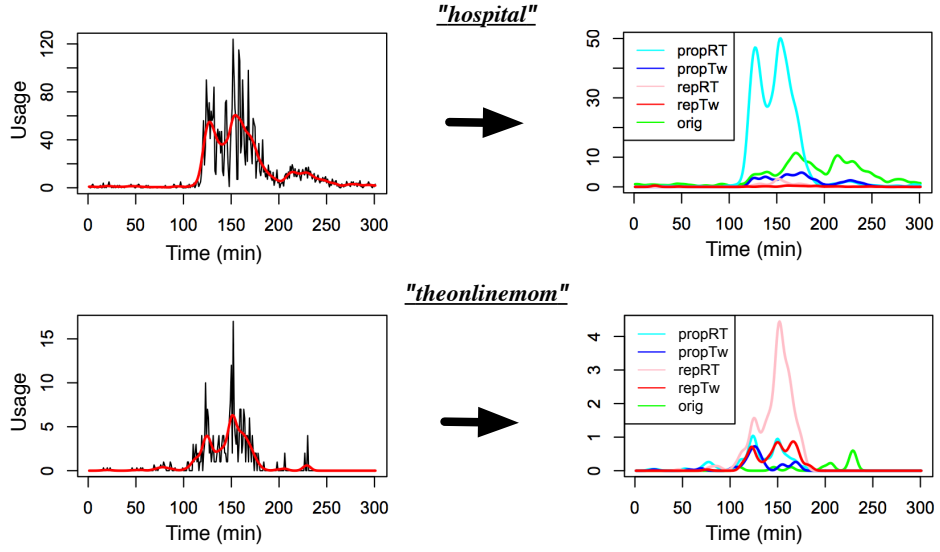 "hospital"
Usage
120
80
40
0
0 50 100 150 200 250 300
Time (min)
50
30
10
0
propRT
propTw
repRT
repTw
orig
0 50 100 150 200 250 300
Time (min)
"theonlinemom"
Usage
15
10
5
0
0 50 100 150 200 250 300
Time (min)
4
3
2
1
0
propRT
propTw
repRT
repTw
orig
0 50 100 150 200 250 300
Time (min)